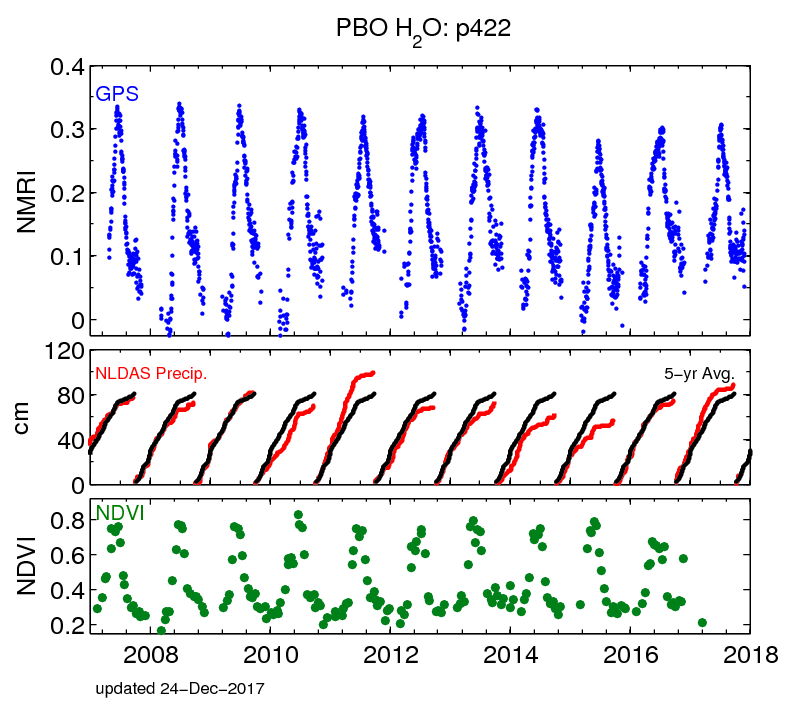 PBO H2O: p422
0.4
GPS
0.3
NMRI
0.2
0.1
0
120
NLDAS Precip. 5-yr Avg.
80
cm
40
0
NDVI
0.8
0.6
NDVI
0.4
0.2
2008 2010 2012 2014 2016 2018
updated 24-Dec-2017